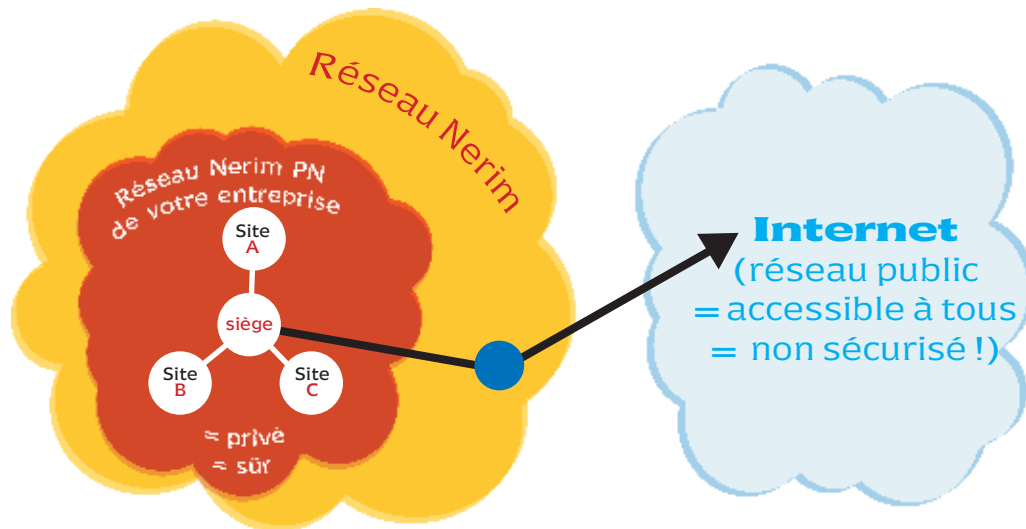 Réseau Nerim
Réseau Nerim PN
de votre entreprise
Site
A
siège
Site
B
Site
C
= privé
= sûr
Internet
(réseau public
= accessible à tous
= non sécurisé !)